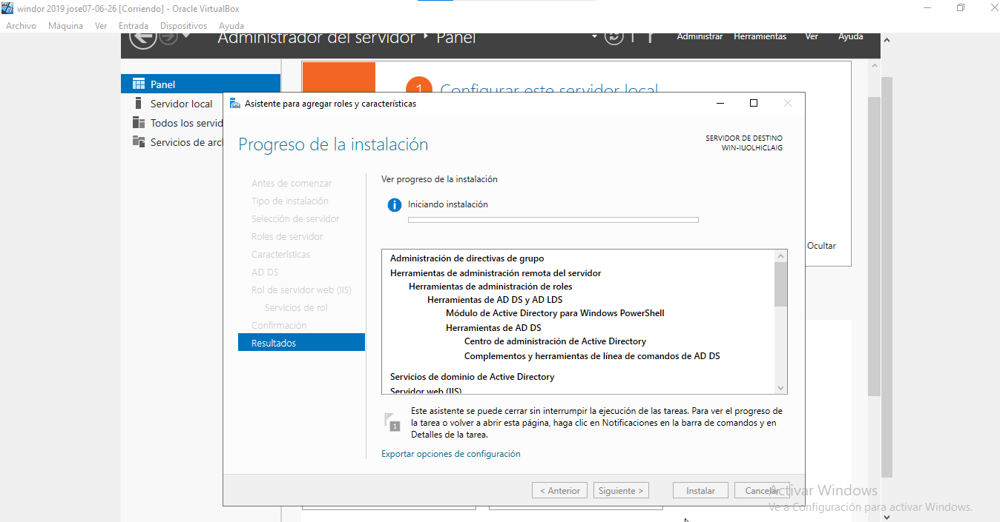 windor 2019 jose07-06-26 [Corriendo] - Oracle VirtualBox
Archivo Máquina Ver Entrada Dispositivos Ayuda
Administrador del servidor Panel
Administrar Herramientas Ver Ayuda
Panel
Servidor local
Todos los servid
Servicios de arc
1 Configurar este servidor local
Ocultar
Asistente para agregar roles y características
Progreso de la instalación
SERVIDOR DE DESTINO
WIN-IUOLHICLAIG
Antes de comenzar
Tipo de instalación
Selección de servidor
Roles de servidor
Características
AD DS
Rol de servidor web (IIS)
Servicios de rol
Confirmación
Resultados
Ver progreso de la instalación
Iniciando instalación
Administración de directivas de grupo
Herramientas de administración remota del servidor
Herramientas de administración de roles
Herramientas de AD DS y AD LDS
Módulo de Active Directory para Windows PowerShell
Herramientas de AD DS
Centro de administración de Active Directory
Complementos y herramientas de línea de comandos de AD DS
Servicios de dominio de Active Directory
Servidor web (IIS)
1
Este asistente se puede cerrar sin interrumpir la ejecución de las tareas. Para ver el progreso de
la tarea o volver a abrir esta página, haga clic en Notificaciones en la barra de comandos y en
Detalles de la tarea.
Exportar opciones de configuración
< Anterior Siguiente > Instalar Cancelar
Activar Windows
Ve a Configuración para activar Windows.